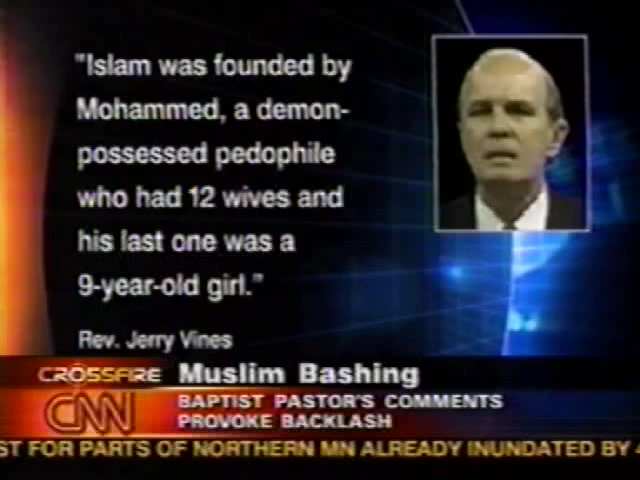 "Islam was founded by
Mohammed, a demon-
possessed pedophile
who had 12 wives and
his last one was a
9-year-old girl."
Rev. Jerry Vines
CROSSFIRE Muslim Bashing
CNN BAPTIST PASTOR'S COMMENTS
PROVOKE BACKLASH
ST FOR PARTS OF NORTHERN MN ALREADY INUNDATED BY